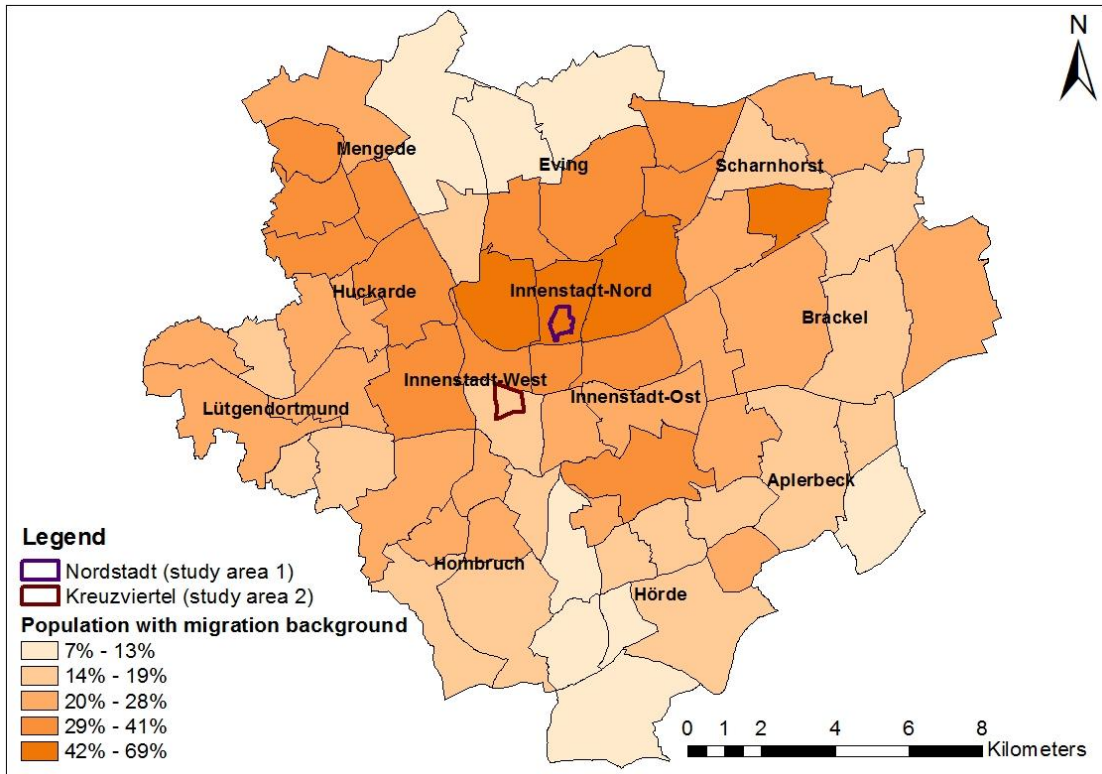 N
Mengede
Eving
Scharnhorst
Huckarde
Innenstadt-Nord
Brackel
Innenstadt-West
Innenstadt-Ost
Lütgendortmund
Aplerbeck
Hombruch
Hörde
Legend
Nordstadt (study area 1)
Kreuzviertel (study area 2)
Population with migration background
7% - 13%
14% - 19%
20% - 28%
29% - 41%
42% - 69%
0 1 2 4 6 8
Kilometers